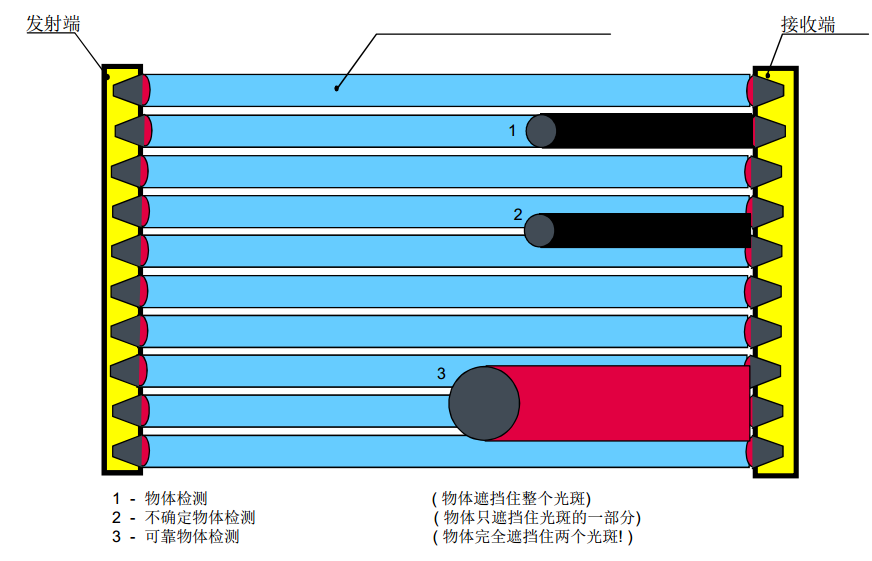 发射端
接收端
1
2
3
1 - 物体检测 ( 物体遮挡住整个光斑)
2 - 不确定物体检测 ( 物体只遮挡住光斑的一部分)
3 - 可靠物体检测 ( 物体完全遮挡住两个光斑! )